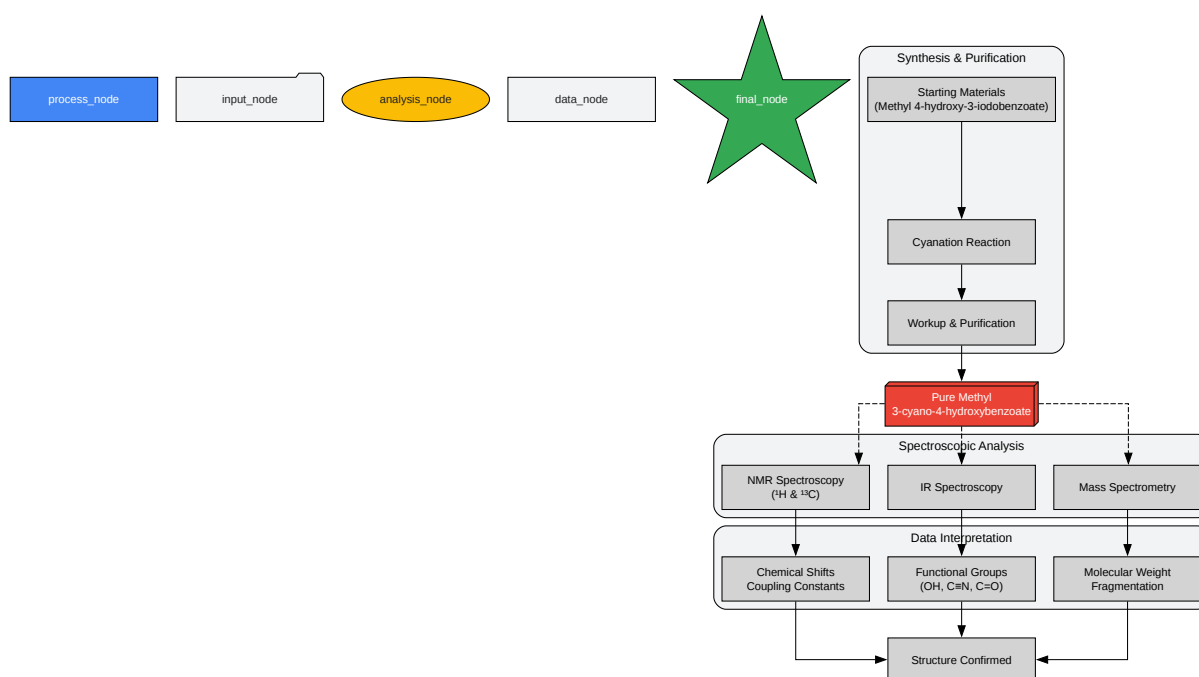 process_node
input_node
analysis_node
data_node
final_node
Synthesis & Purification
Starting Materials
(Methyl 4-hydroxy-3-iodobenzoate)
Cyanation Reaction
Workup & Purification
Pure Methyl
3-cyano-4-hydroxybenzoate
Spectroscopic Analysis
NMR Spectroscopy
(¹H & ¹³C)
IR Spectroscopy
Mass Spectrometry
Data Interpretation
Chemical Shifts
Coupling Constants
Functional Groups
(OH, C≡N, C=O)
Molecular Weight
Fragmentation
Structure Confirmed